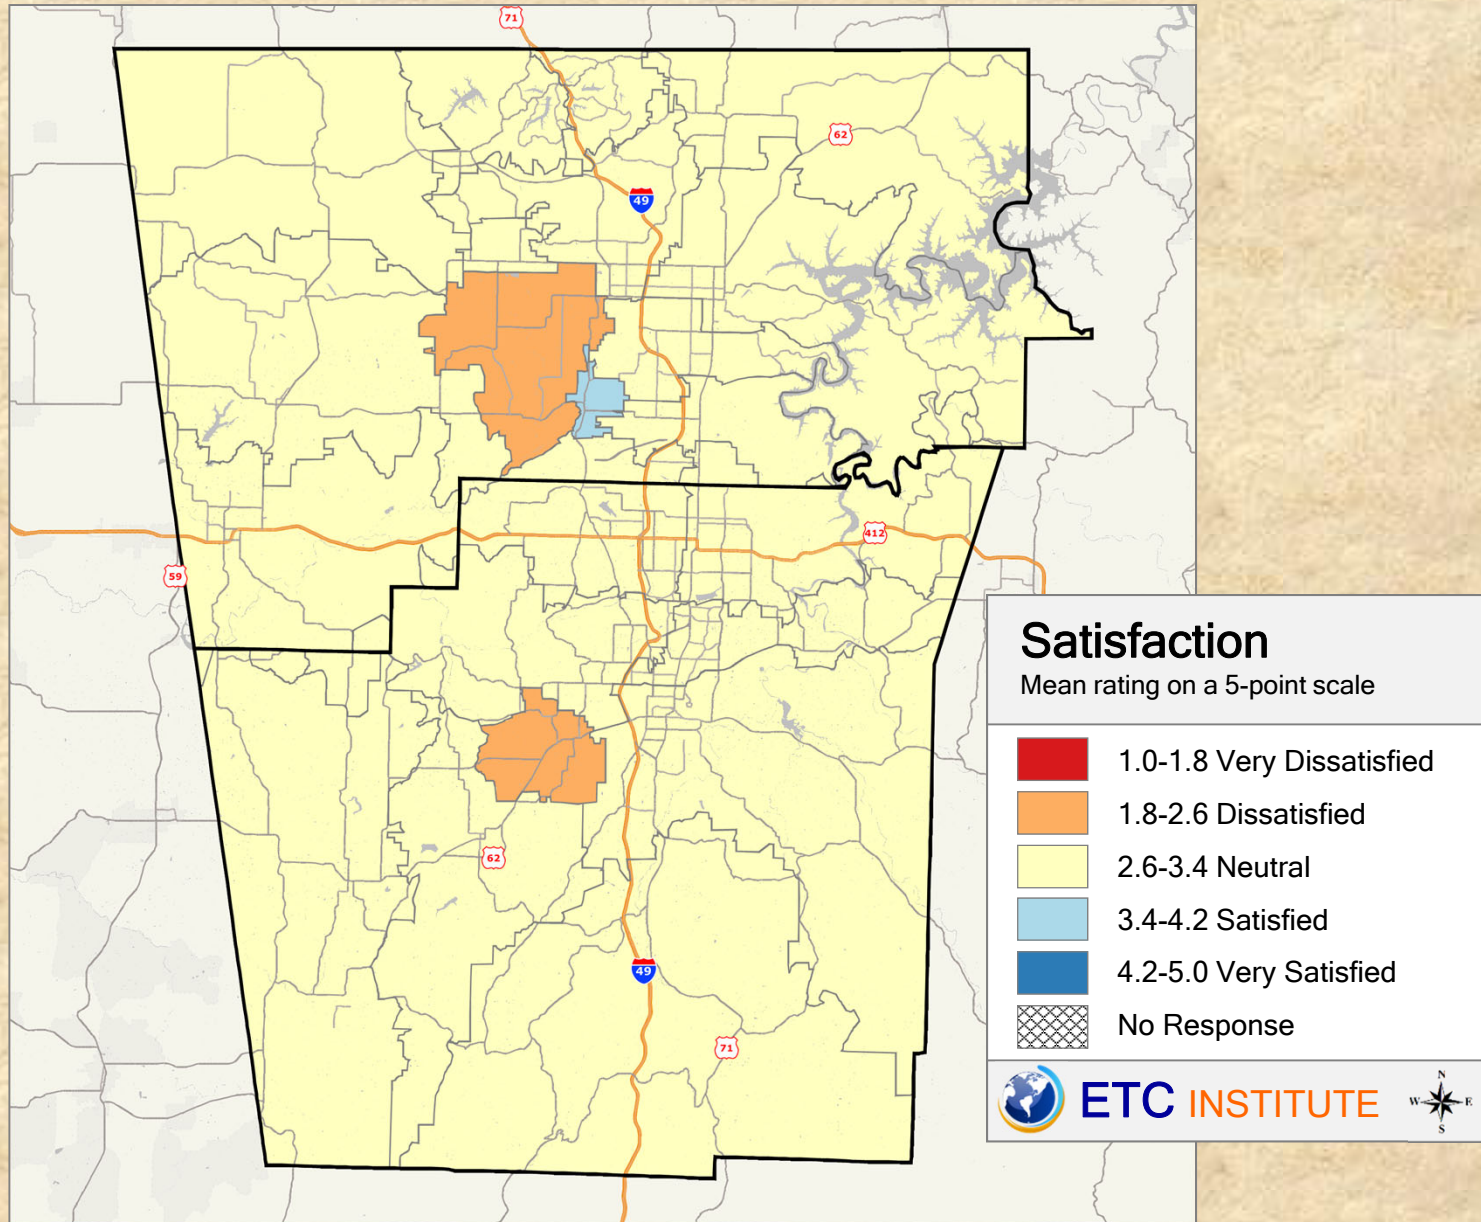 71
62
49
412
59
62
49
71
Satisfaction
Mean rating on a 5-point scale
1.0-1.8 Very Dissatisfied
1.8-2.6 Dissatisfied
2.6-3.4 Neutral
3.4-4.2 Satisfied
4.2-5.0 Very Satisfied
No Response
ETC INSTITUTE
N
W E
S